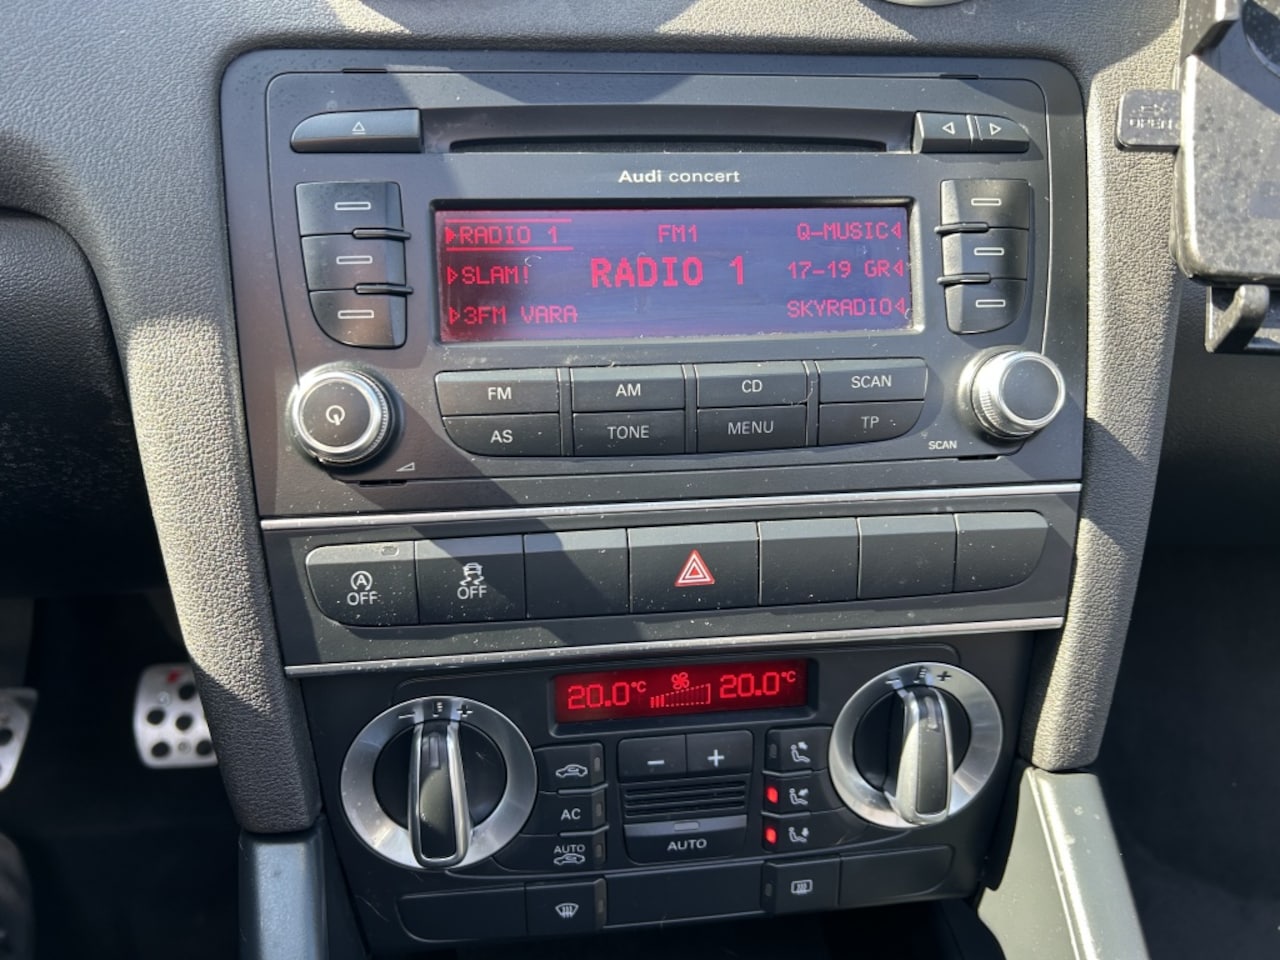 Audi concert
▶RADIO 1 FM1 Q-MUSIC◁
▷SLAM! RADIO 1 17-19 GR◁
▷3FM VARA SKYRADIO◁
FM AM CD SCAN
AS TONE MENU TP
SCAN
A
OFF OFF
20.0°C 20.0°C
− + − +
− +
AC
AUTO AUTO
OPEN